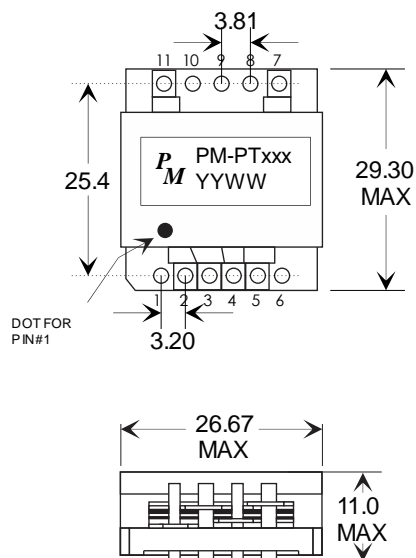 3.81
11 10 9 8 7
P
M
PM-PTxxx
YYWW
25.4
29.30
MAX
DOT FOR
PIN#1
1 2 3 4 5 6
3.20
26.67
MAX
11.0
MAX